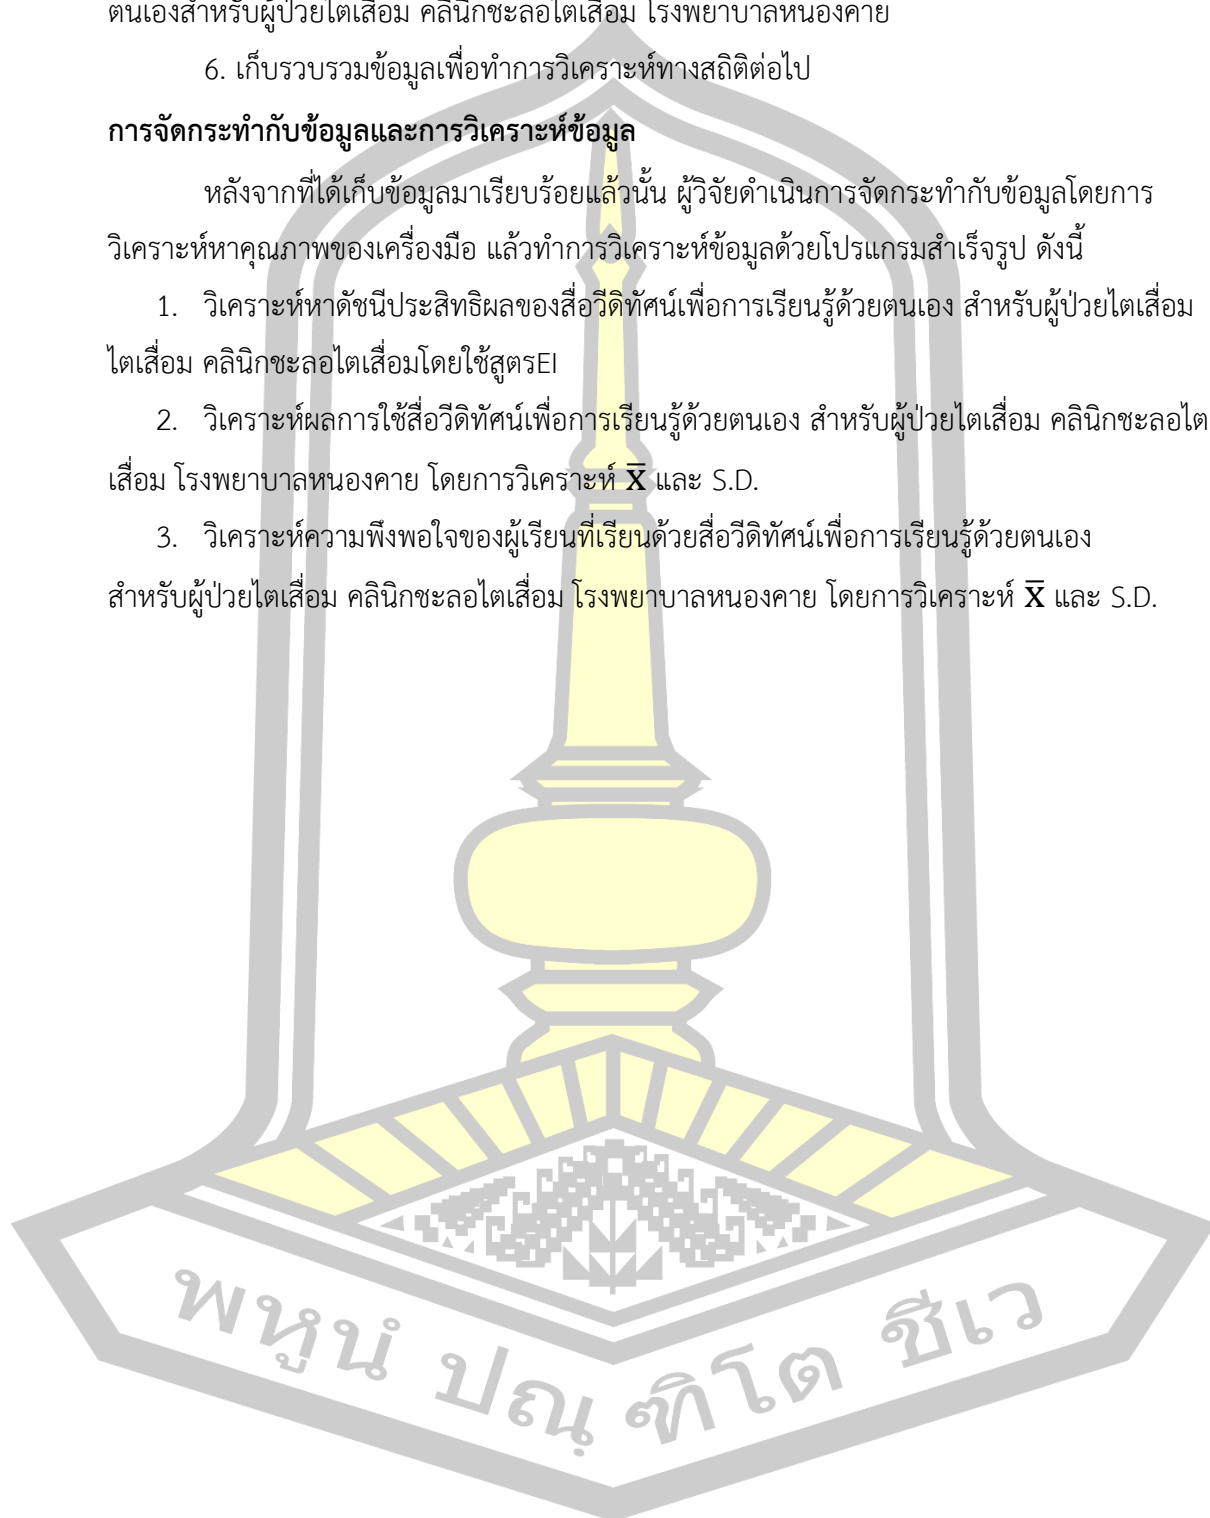 ตนเองสำหรับผู้ป่วยไตเสื่อม คลินิกชะลอไตเสื่อม โรงพยาบาลหนองคาย
6. เก็บรวบรวมข้อมูลเพื่อทำการวิเคราะห์ทางสถิติต่อไป
การจัดกระทำกับข้อมูลและการวิเคราะห์ข้อมูล
หลังจากที่ได้เก็บข้อมูลมาเรียบร้อยแล้วนั้น ผู้วิจัยดำเนินการจัดกระทำกับข้อมูลโดยการ
วิเคราะห์หาคุณภาพของเครื่องมือ แล้วทำการวิเคราะห์ข้อมูลด้วยโปรแกรมสำเร็จรูป ดังนี้
1. วิเคราะห์หาดัชนีประสิทธิผลของสื่อวีดิทัศน์เพื่อการเรียนรู้ด้วยตนเอง สำหรับผู้ป่วยไตเสื่อม
ไตเสื่อม คลินิกชะลอไตเสื่อมโดยใช้สูตรEI
2. วิเคราะห์ผลการใช้สื่อวีดิทัศน์เพื่อการเรียนรู้ด้วยตนเอง สำหรับผู้ป่วยไตเสื่อม คลินิกชะลอไต
เสื่อม โรงพยาบาลหนองคาย โดยการวิเคราะห์ x̅ และ S.D.
3. วิเคราะห์ความพึงพอใจของผู้เรียนที่เรียนด้วยสื่อวีดิทัศน์เพื่อการเรียนรู้ด้วยตนเอง
สำหรับผู้ป่วยไตเสื่อม คลินิกชะลอไตเสื่อม โรงพยาบาลหนองคาย โดยการวิเคราะห์ x̅ และ S.D.
พหูนํ ปณฺฑิโต ชีเว